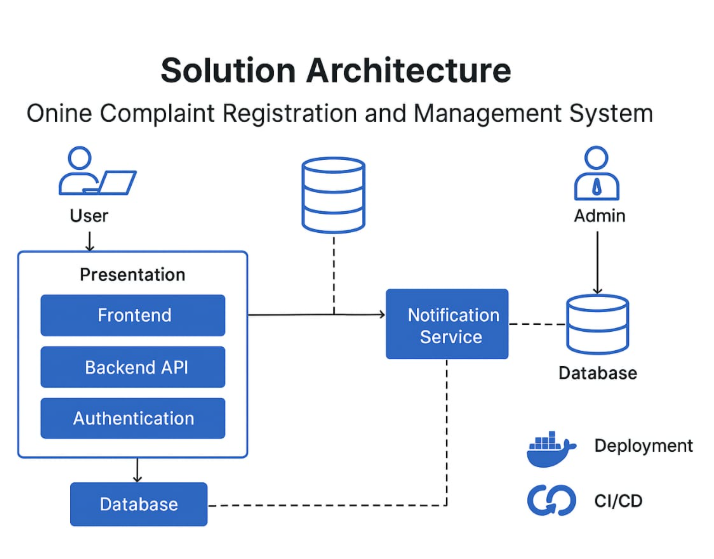 Solution Architecture
Onine Complaint Registration and Management System
User
Admin
Presentation
Frontend
Notification
Service
Backend API
Database
Authentication
Deployment
Database
CI/CD